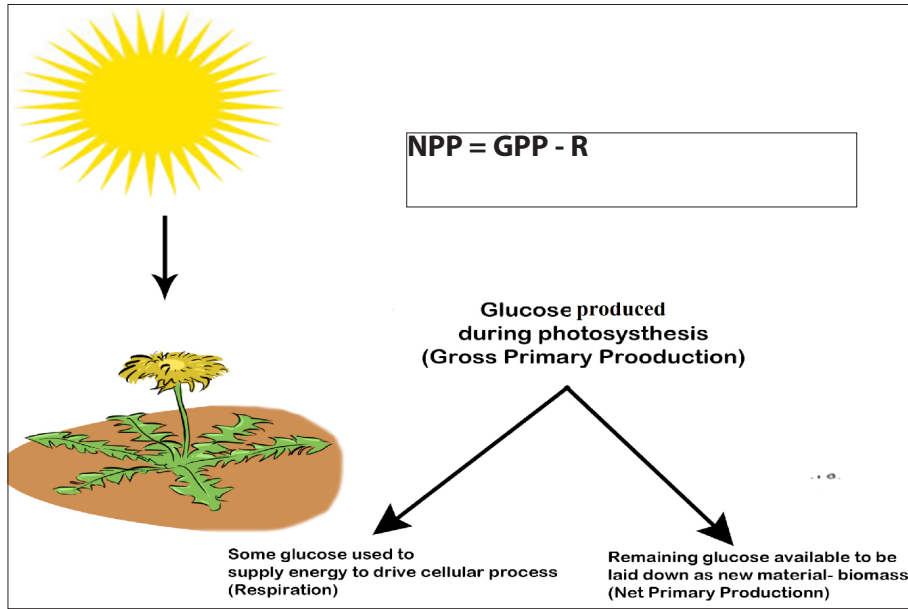 NPP = GPP - R
Glucose produced
during photosysthesis
(Gross Primary Prooduction)
Some glucose used to
supply energy to drive cellular process
(Respiration)
Remaining glucose available to be
laid down as new material- biomass
(Net Primary Productionn)